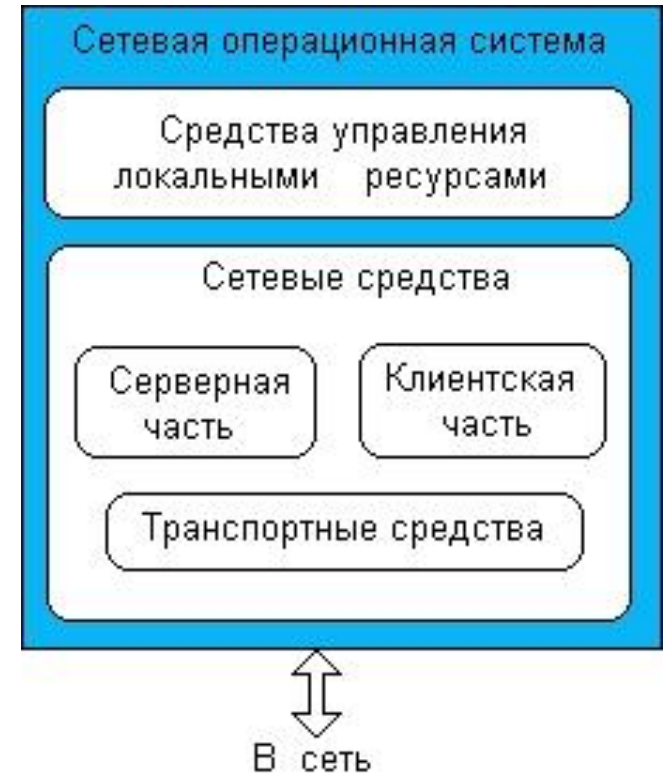 Сетевая операционная система
Средства управления
локальными ресурсами
Сетевые средства
Серверная
часть
Клиентская
часть
Транспортные средства
В сеть